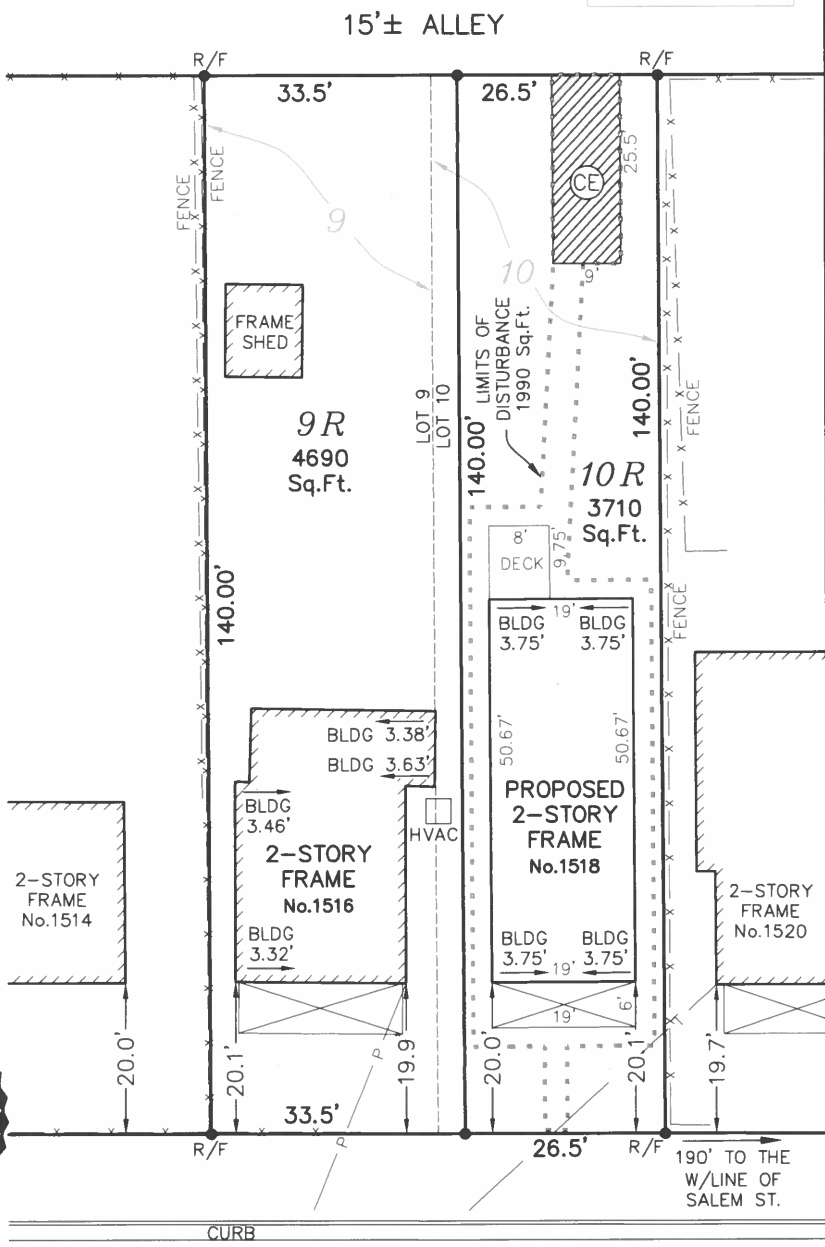 15'± ALLEY
R/F
R/F
33.5'
26.5'
25.5'
CE
9'
FENCE
FENCE
9
10
FRAME
SHED
LIMITS OF
DISTURBANCE
1990 Sq.Ft.
LOT 9
LOT 10
140.00'
140.00'
FENCE
9R
4690
Sq.Ft.
10R
3710
Sq.Ft.
8'
DECK
9.75'
140.00'
FENCE
19'
BLDG
3.75'
BLDG
3.75'
BLDG 3.38'
BLDG 3.63'
50.67'
50.67'
BLDG
3.46'
HVAC
PROPOSED
2-STORY
FRAME
No.1518
2-STORY
FRAME
No.1516
2-STORY
FRAME
No.1514
2-STORY
FRAME
No.1520
BLDG
3.32'
BLDG
3.75'
BLDG
3.75'
19'
19'
6'
T
P
P
20.0'
20.1'
19.9'
20.0'
20.1'
19.7'
33.5'
26.5'
R/F
R/F
190' TO THE
W/LINE OF
SALEM ST.
CURB